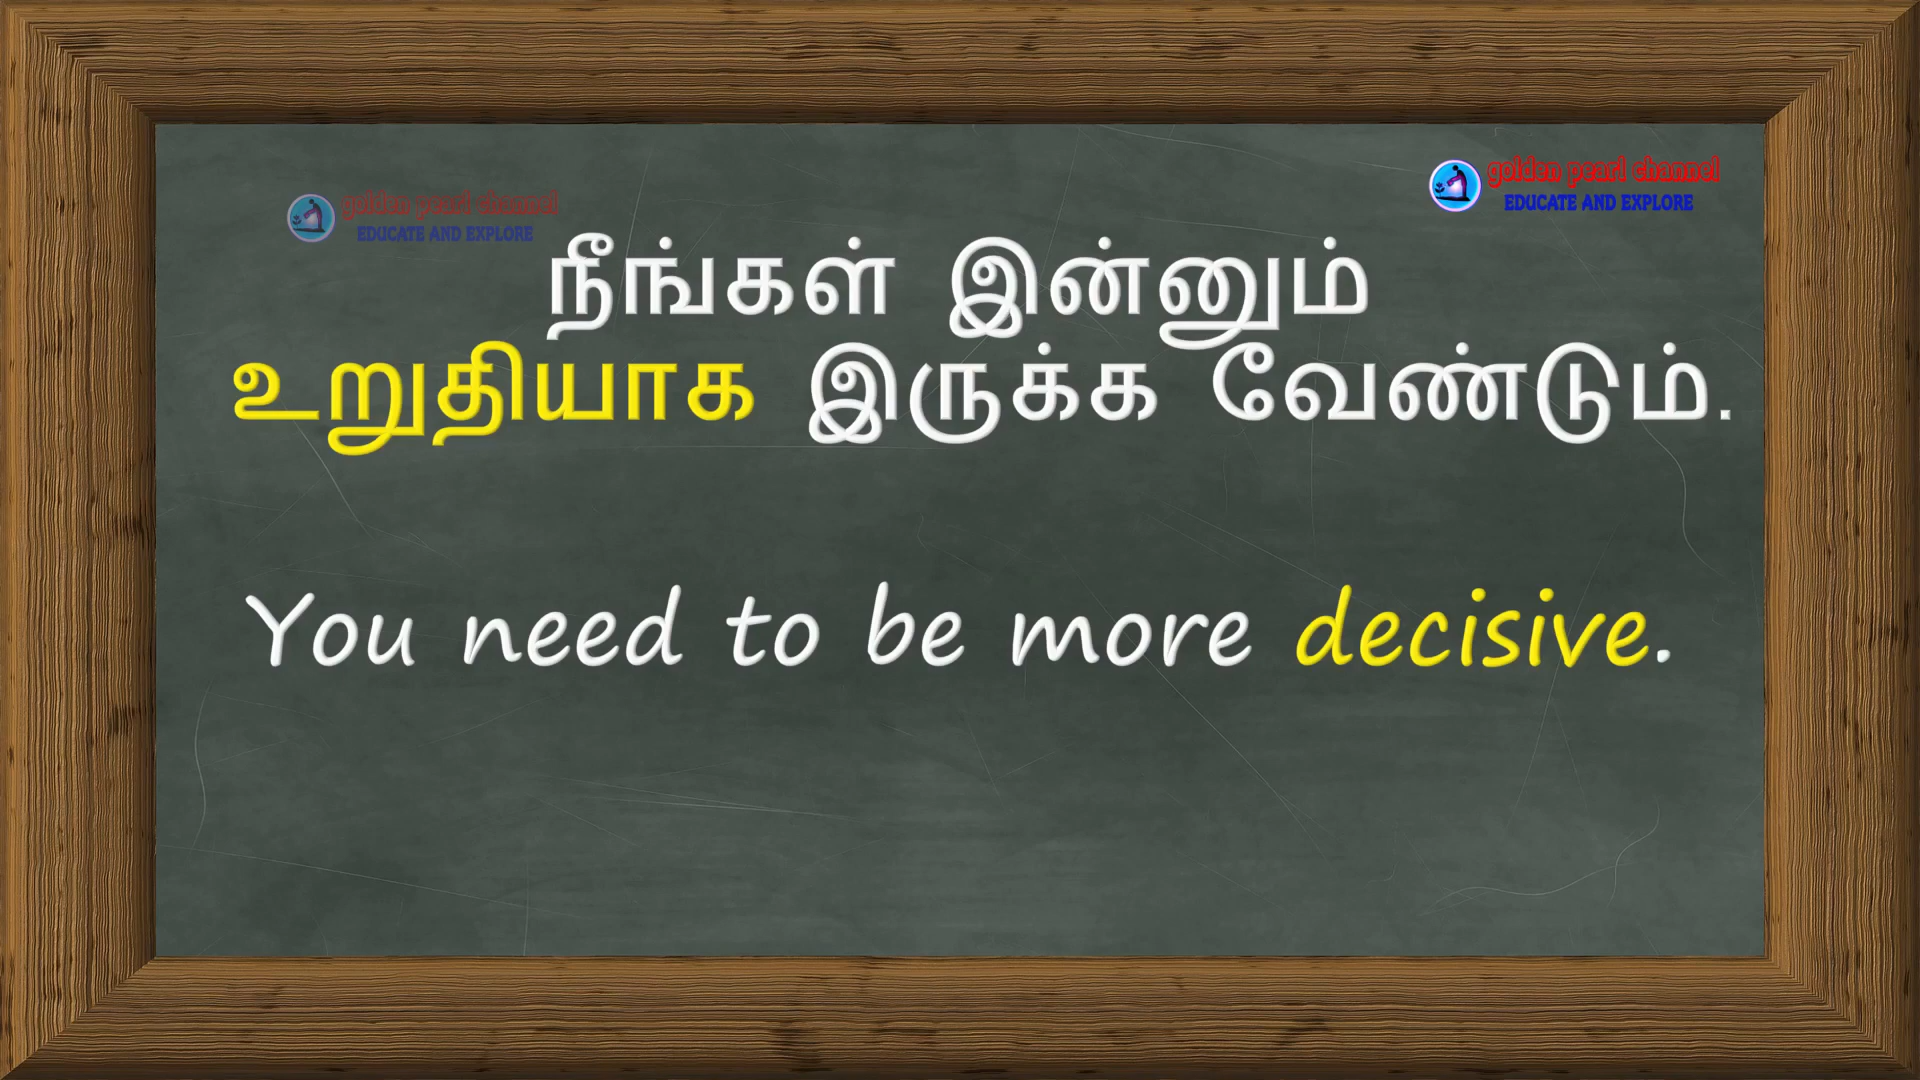 golden pearl channel
EDUCATE AND EXPLORE
golden pearl channel
EDUCATE AND EXPLORE
நீங்கள் இன்னும்
உறுதியாக இருக்க வேண்டும்.
You need to be more decisive.